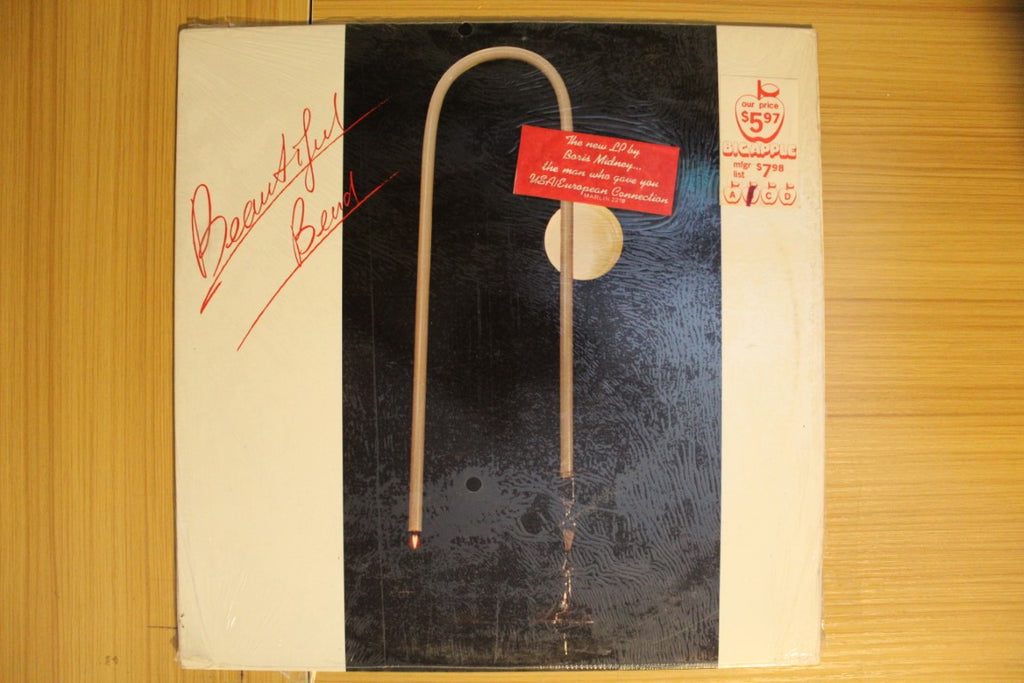 Beautiful
Bend
The new LP by
Boris Midney...
the man who gave you
USA/European Connection
MARLIN 2218
our price
$5.97
BIG APPLE
mfgr
list $7.98
A C D